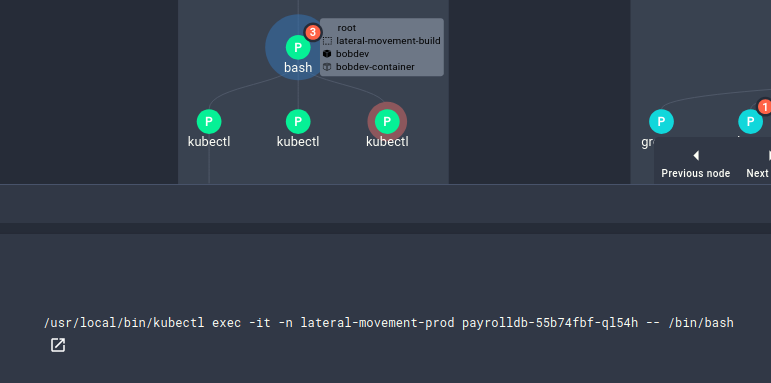 3
root
P
lateral-movement-build
bobdev
bash
bobdev-container
1
P
P
P
P
P
kubectl
kubectl
kubectl
Previous node
Next
/usr/local/bin/kubectl exec -it -n lateral-movement-prod payrolldb-55b74fbf-ql54h -- /bin/bash